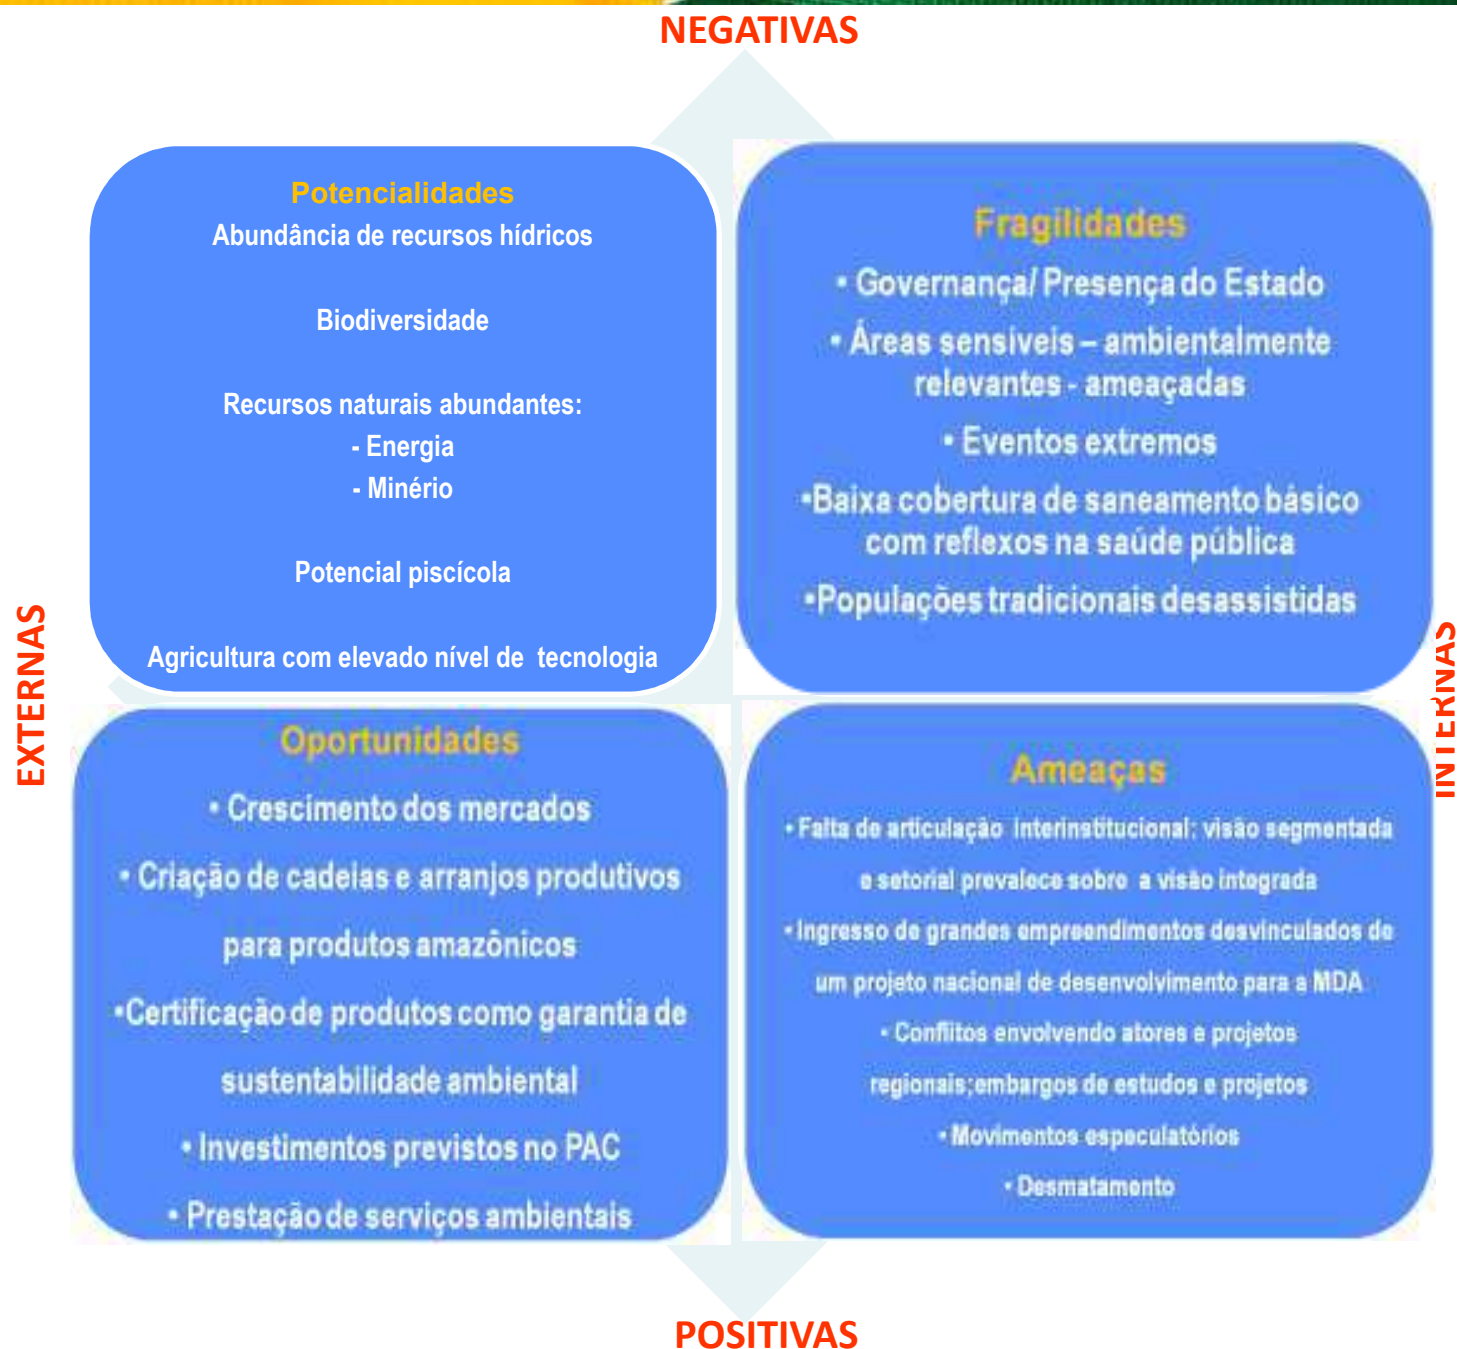 NEGATIVAS
Potencialidades
Abundância de recursos hídricos
Biodiversidade
Recursos naturais abundantes:
- Energia
- Minério
Potencial piscícola
Agricultura com elevado nível de tecnologia
Fragilidades
• Governança/ Presença do Estado
• Áreas sensíveis – ambientalmente
relevantes - ameaçadas
• Eventos extremos
•Baixa cobertura de saneamento básico
com reflexos na saúde pública
•Populações tradicionais desassistidas
EXTERNAS
INTERNAS
Oportunidades
• Crescimento dos mercados
• Criação de cadeias e arranjos produtivos
para produtos amazônicos
•Certificação de produtos como garantia de
sustentabilidade ambiental
• Investimentos previstos no PAC
• Prestação de serviços ambientais
Ameaças
• Falta de articulação interinstitucional: visão segmentada
e setorial prevalece sobre a visão integrada
• Ingresso de grandes empreendimentos desvinculados de
um projeto nacional de desenvolvimento para a MDA
• Conflitos envolvendo atores e projetos
regionais;embargos de estudos e projetos
• Movimentos especulatórios
• Desmatamento
POSITIVAS